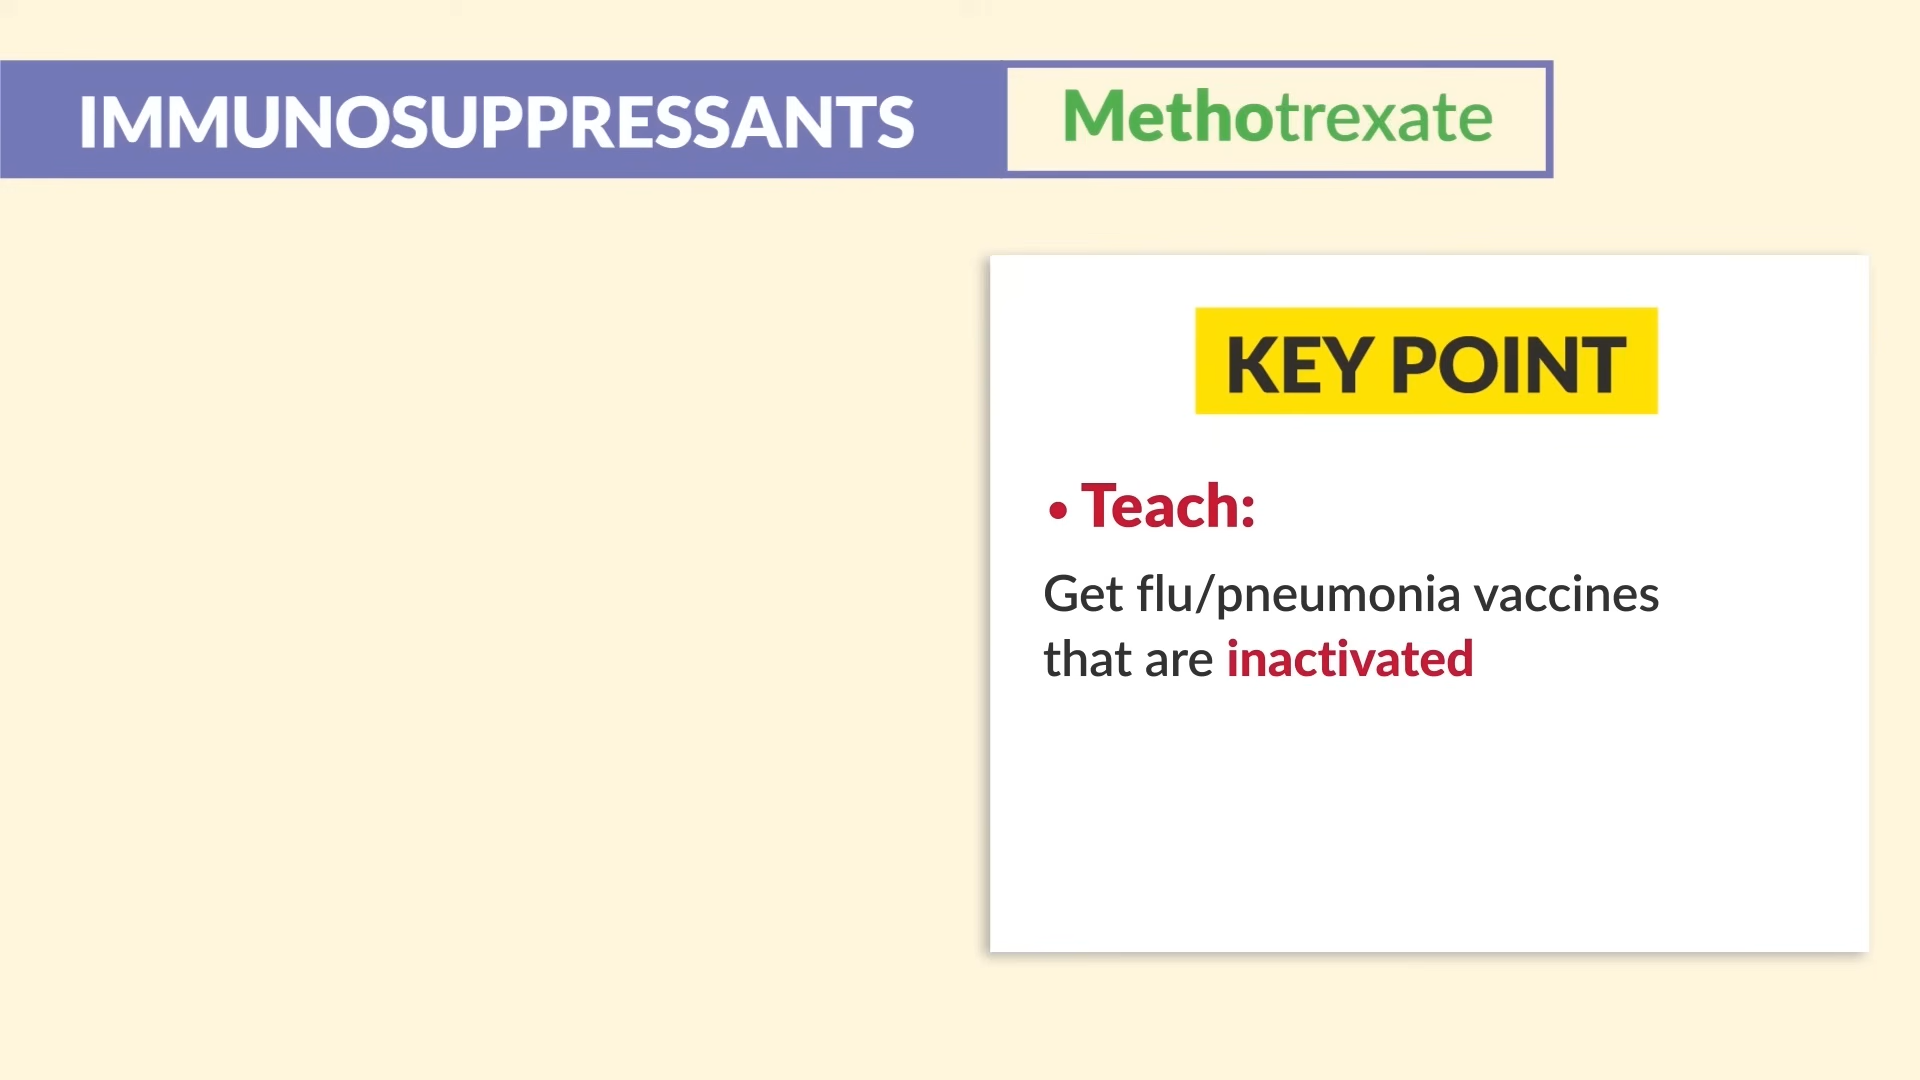 IMMUNOSUPPRESSANTS
Methotrexate
KEY POINT
• Teach:
Get flu/pneumonia vaccines
that are inactivated